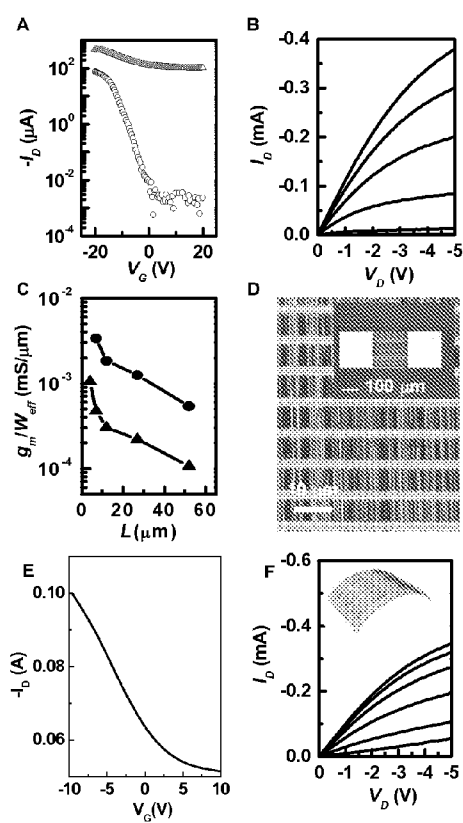 A
B
10^4
10^2
10^0
10^-2
10^-4
-I_D (μA)
-20 -10 0 10 20
V_G (V)
-0.4
-0.3
-0.2
-0.1
0.0
I_D (mA)
0 -1 -2 -3 -4 -5
V_D (V)
C
D
10^-2
10^-3
10^-4
g_m/W_eff (mS/μm)
0 20 40 60
L(μm)
100 μm
E
F
0.10
0.08
0.06
-I_D (A)
-10 -5 0 5 10
V_G(V)
-0.6
-0.4
-0.2
0.0
I_D (mA)
0 -1 -2 -3 -4 -5
V_D (V)